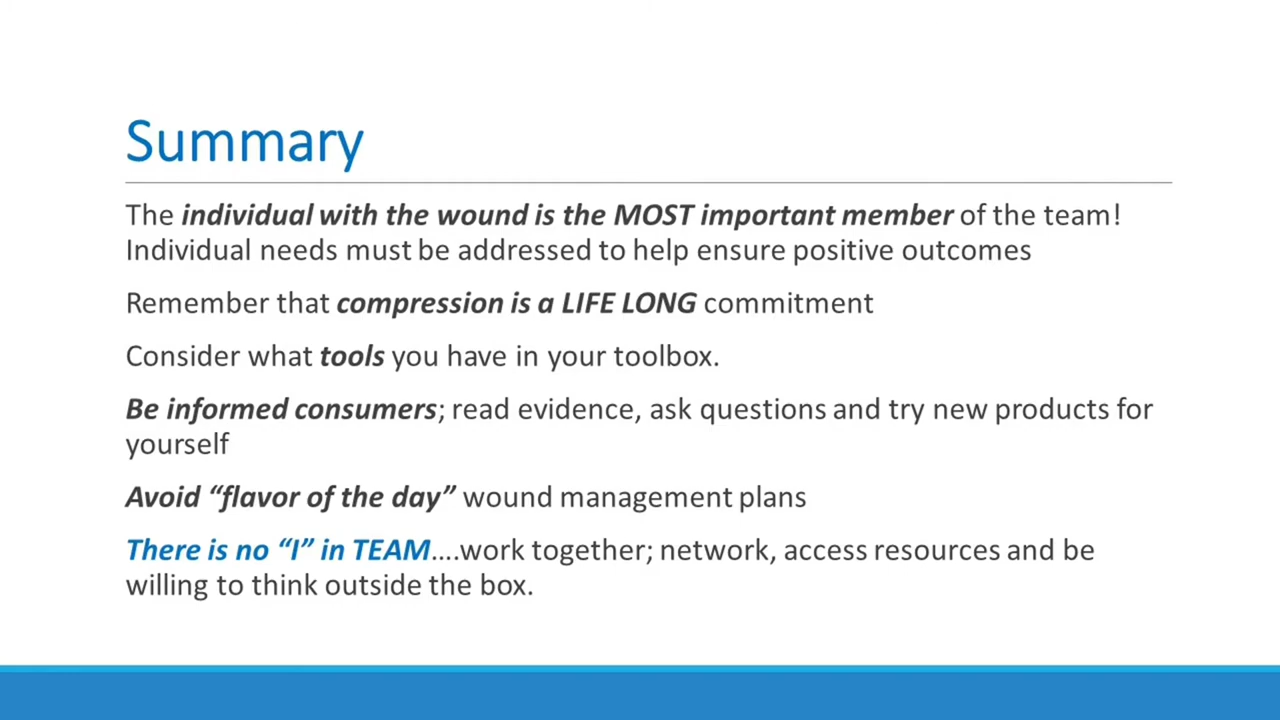 Summary
The individual with the wound is the MOST important member of the team!
Individual needs must be addressed to help ensure positive outcomes
Remember that compression is a LIFE LONG commitment
Consider what tools you have in your toolbox.
Be informed consumers; read evidence, ask questions and try new products for
yourself
Avoid “flavor of the day” wound management plans
There is no “I” in TEAM….work together; network, access resources and be
willing to think outside the box.